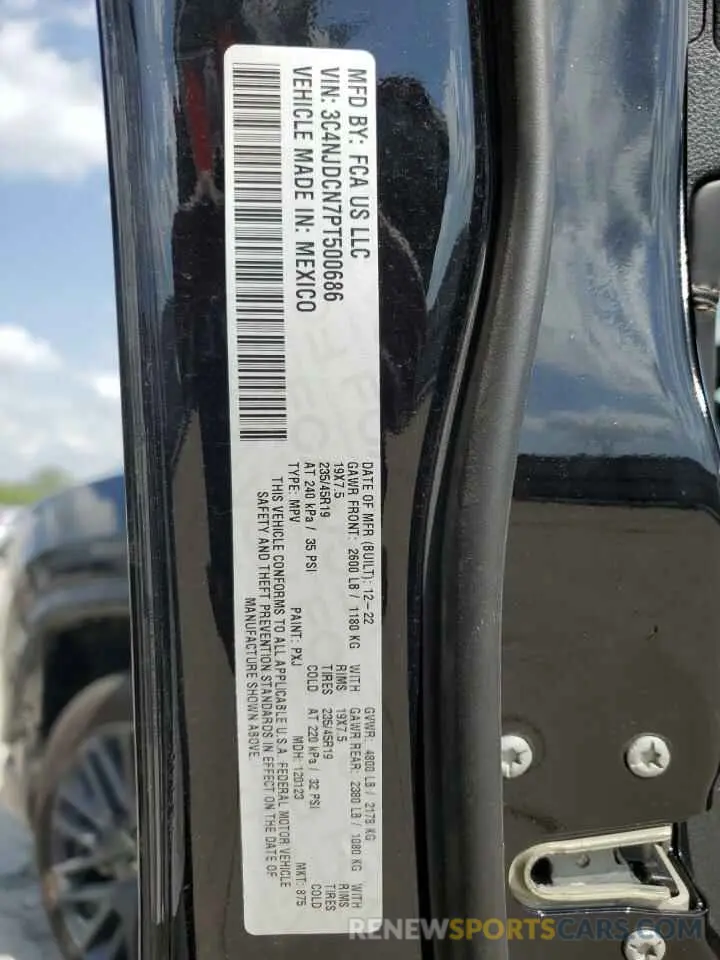 MFD BY: FCA US LLC
VIN: 3C4NJDCN7PT500686
VEHICLE MADE IN: MEXICO
DATE OF MFR (BUILT): 12-22 GVWR: 4800 LB / 2179 KG
GAWR FRONT: 2600 LB / 1180 KG WITH GAWR REAR: 2380 LB / 1080 KG WITH
19X7.5 RIMS 19X7.5 RIMS
235/45R19 TIRES 235/45R19 TIRES
AT 240 kPa / 35 PSI COLD AT 220 kPa / 32 PSI COLD
TYPE: MPV PAINT: PXJ MDH: 120123 MKT: 875
THIS VEHICLE CONFORMS TO ALL APPLICABLE U.S.A. FEDERAL MOTOR VEHICLE
SAFETY AND THEFT PREVENTION STANDARDS IN EFFECT ON THE DATE OF
MANUFACTURE SHOWN ABOVE.
RENEWSPORTSCARS.COM